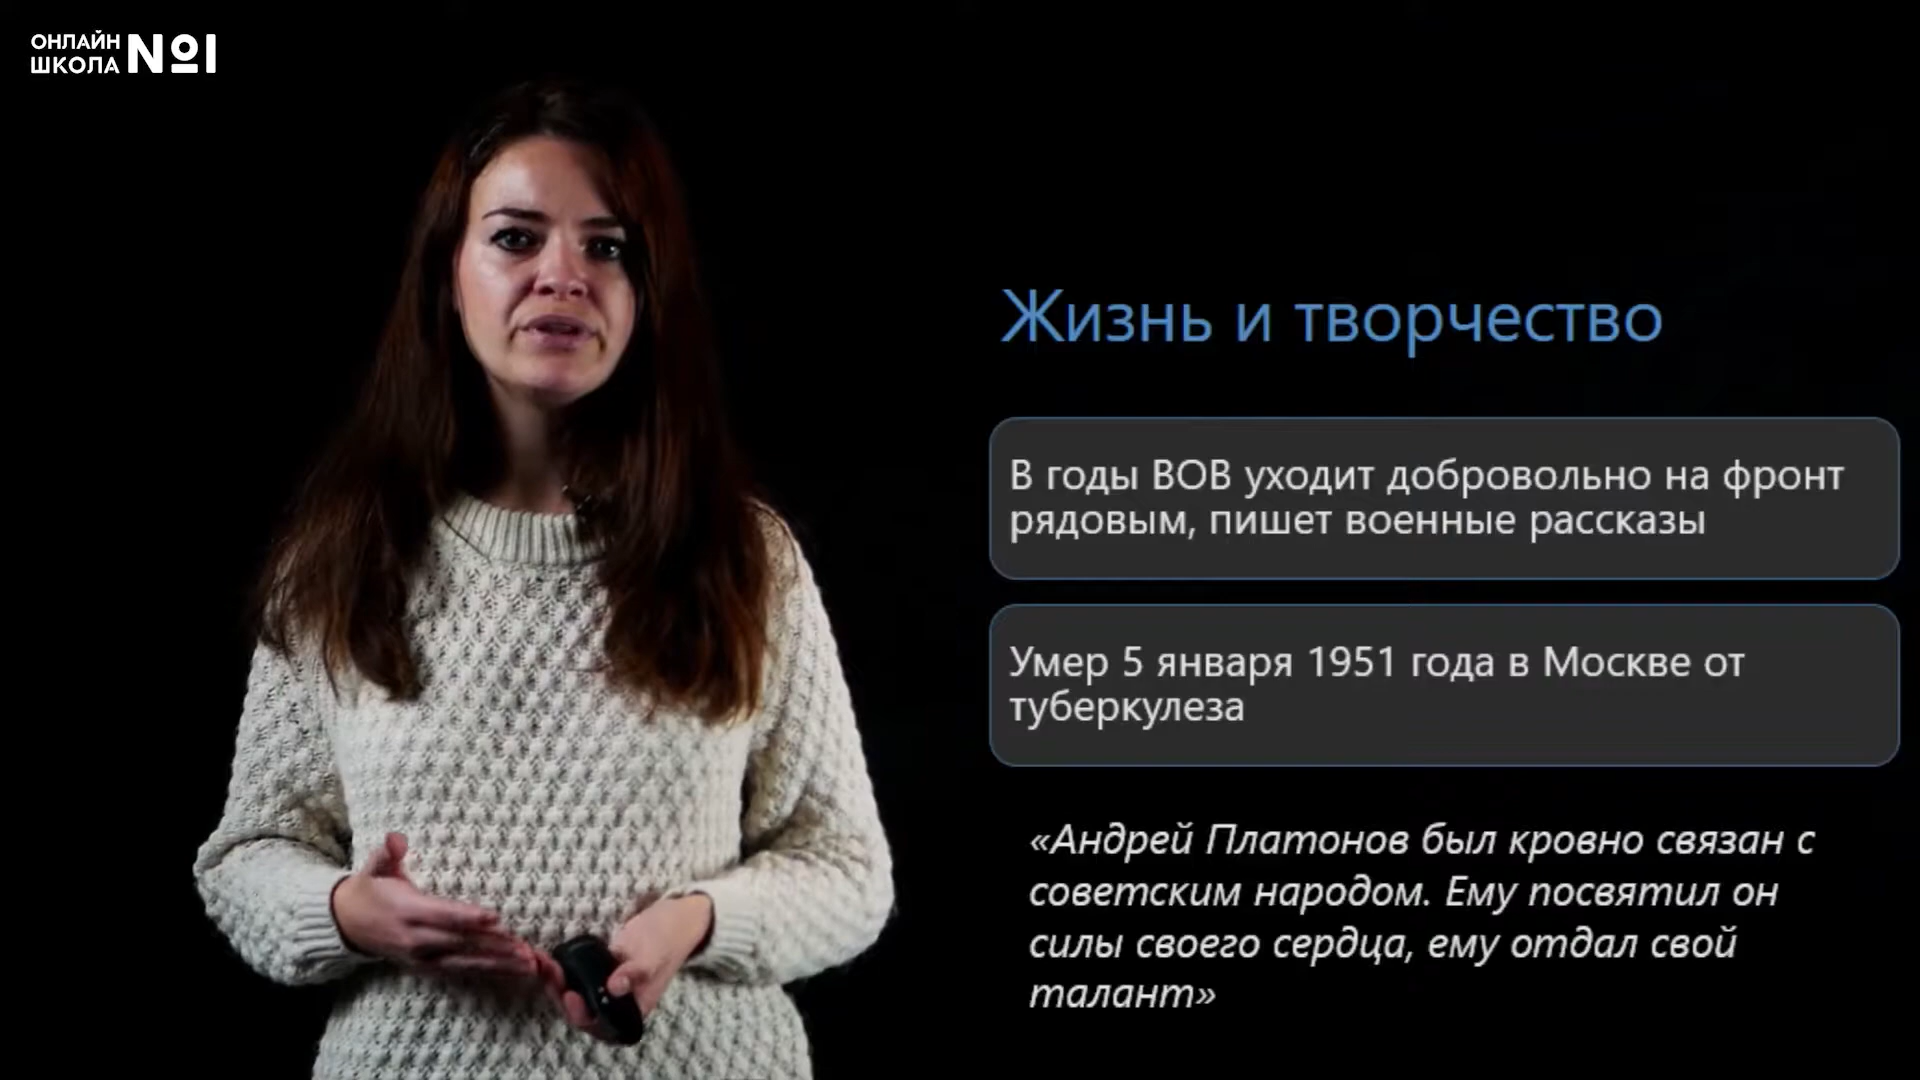 ОНЛАЙН
ШКОЛА №1
Жизнь и творчество
В годы ВОВ уходит добровольно на фронт
рядовым, пишет военные рассказы
Умер 5 января 1951 года в Москве от
туберкулеза
«Андрей Платонов был кровно связан с
советским народом. Ему посвятил он
силы своего сердца, ему отдал свой
талант»